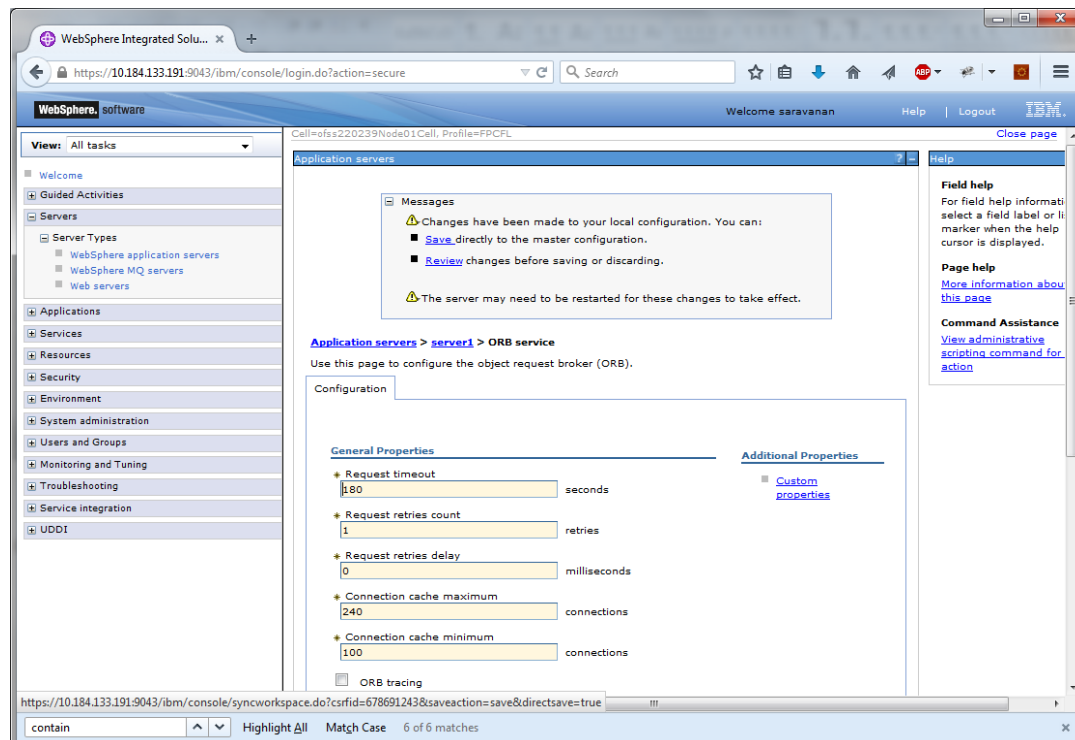 WebSphere Integrated Solu... × +
https://10.184.133.191:9043/ibm/console/login.do?action=secure
Search
ABP
WebSphere. software
Welcome saravanan
Help | Logout
IBM.
View: All tasks
Welcome
Guided Activities
Servers
Server Types
WebSphere application servers
WebSphere MQ servers
Web servers
Applications
Services
Resources
Security
Environment
System administration
Users and Groups
Monitoring and Tuning
Troubleshooting
Service integration
UDDI
Cell=ofss220239Node01Cell, Profile=FPCFL
Close page
Application servers
? –
Messages
Changes have been made to your local configuration. You can:
Save directly to the master configuration.
Review changes before saving or discarding.
The server may need to be restarted for these changes to take effect.
Application servers > server1 > ORB service
Use this page to configure the object request broker (ORB).
Configuration
General Properties
Request timeout
180 seconds
Request retries count
1 retries
Request retries delay
0 milliseconds
Connection cache maximum
240 connections
Connection cache minimum
100 connections
ORB tracing
Additional Properties
Custom
properties
Help
Field help
For field help informati
select a field label or li
marker when the help
cursor is displayed.
Page help
More information abou
this page
Command Assistance
View administrative
scripting command for
action
https://10.184.133.191:9043/ibm/console/syncworkspace.do?csrfid=678691243&saveaction=save&directsave=true
contain
Highlight All Match Case 6 of 6 matches